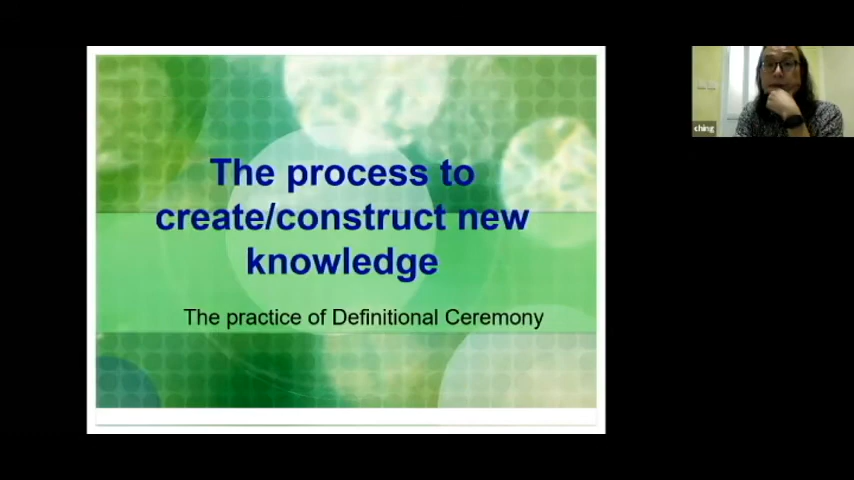 The process to
create/construct new
knowledge
The practice of Definitional Ceremony
ching